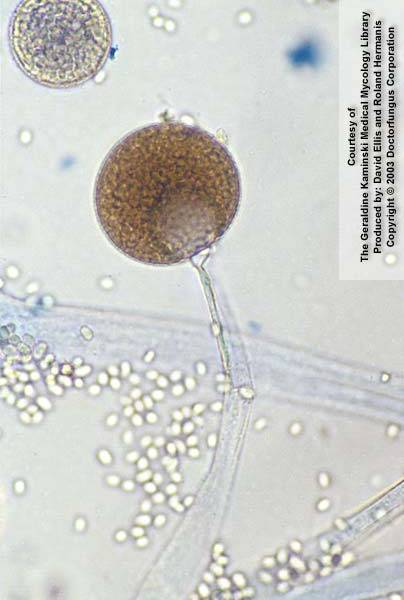 Courtesy of
The Geraldine Kaminski Medical Mycology Library
Produced by: David Ellis and Roland Hermanis
Copyright © 2003 Doctorfungus Corporation